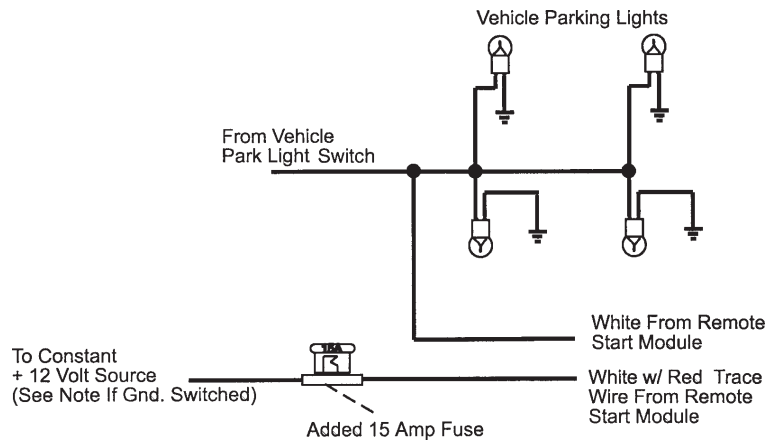 Vehicle Parking Lights
From Vehicle
Park Light Switch
White From Remote
Start Module
15A
To Constant
+ 12 Volt Source
(See Note If Gnd. Switched)
White w/ Red Trace
Wire From Remote
Start Module
Added 15 Amp Fuse